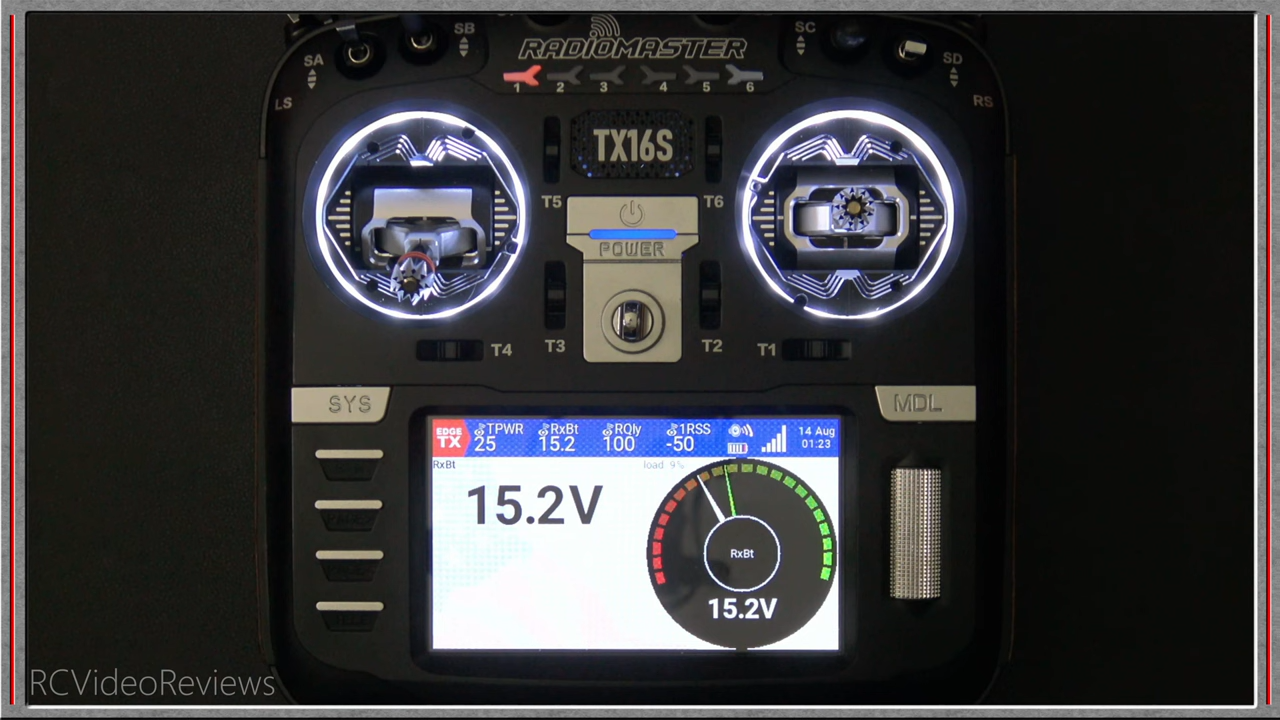 SB
SC
RADIOMASTER
SA
SD
1 2 3 4 5 6
LS
RS
TX16S
T5
T6
POWER
T4
T3
T2
T1
SYS
MDL
EDGE TX
TPWR RxBt RQly 1RSS 14 Aug
25 15.2 100 -50 01:23
RxBt
load 9%
15.2V
RxBt
15.2V
RCVideoReviews